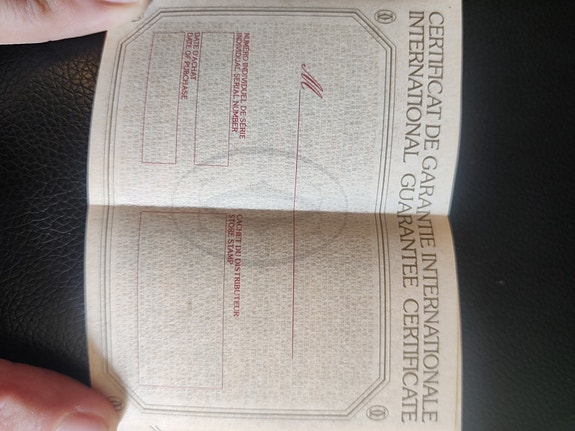 CERTIFICAT DE GARANTIE INTERNATIONALE
INTERNATIONAL GUARANTEE CERTIFICATE
M
NUMÉRO INDIVIDUEL DE SÉRIE
INDIVIDUAL SERIAL NUMBER
DATE D'ACHAT
DATE OF PURCHASE
CACHET DU DISTRIBUTEUR
STORE STAMP